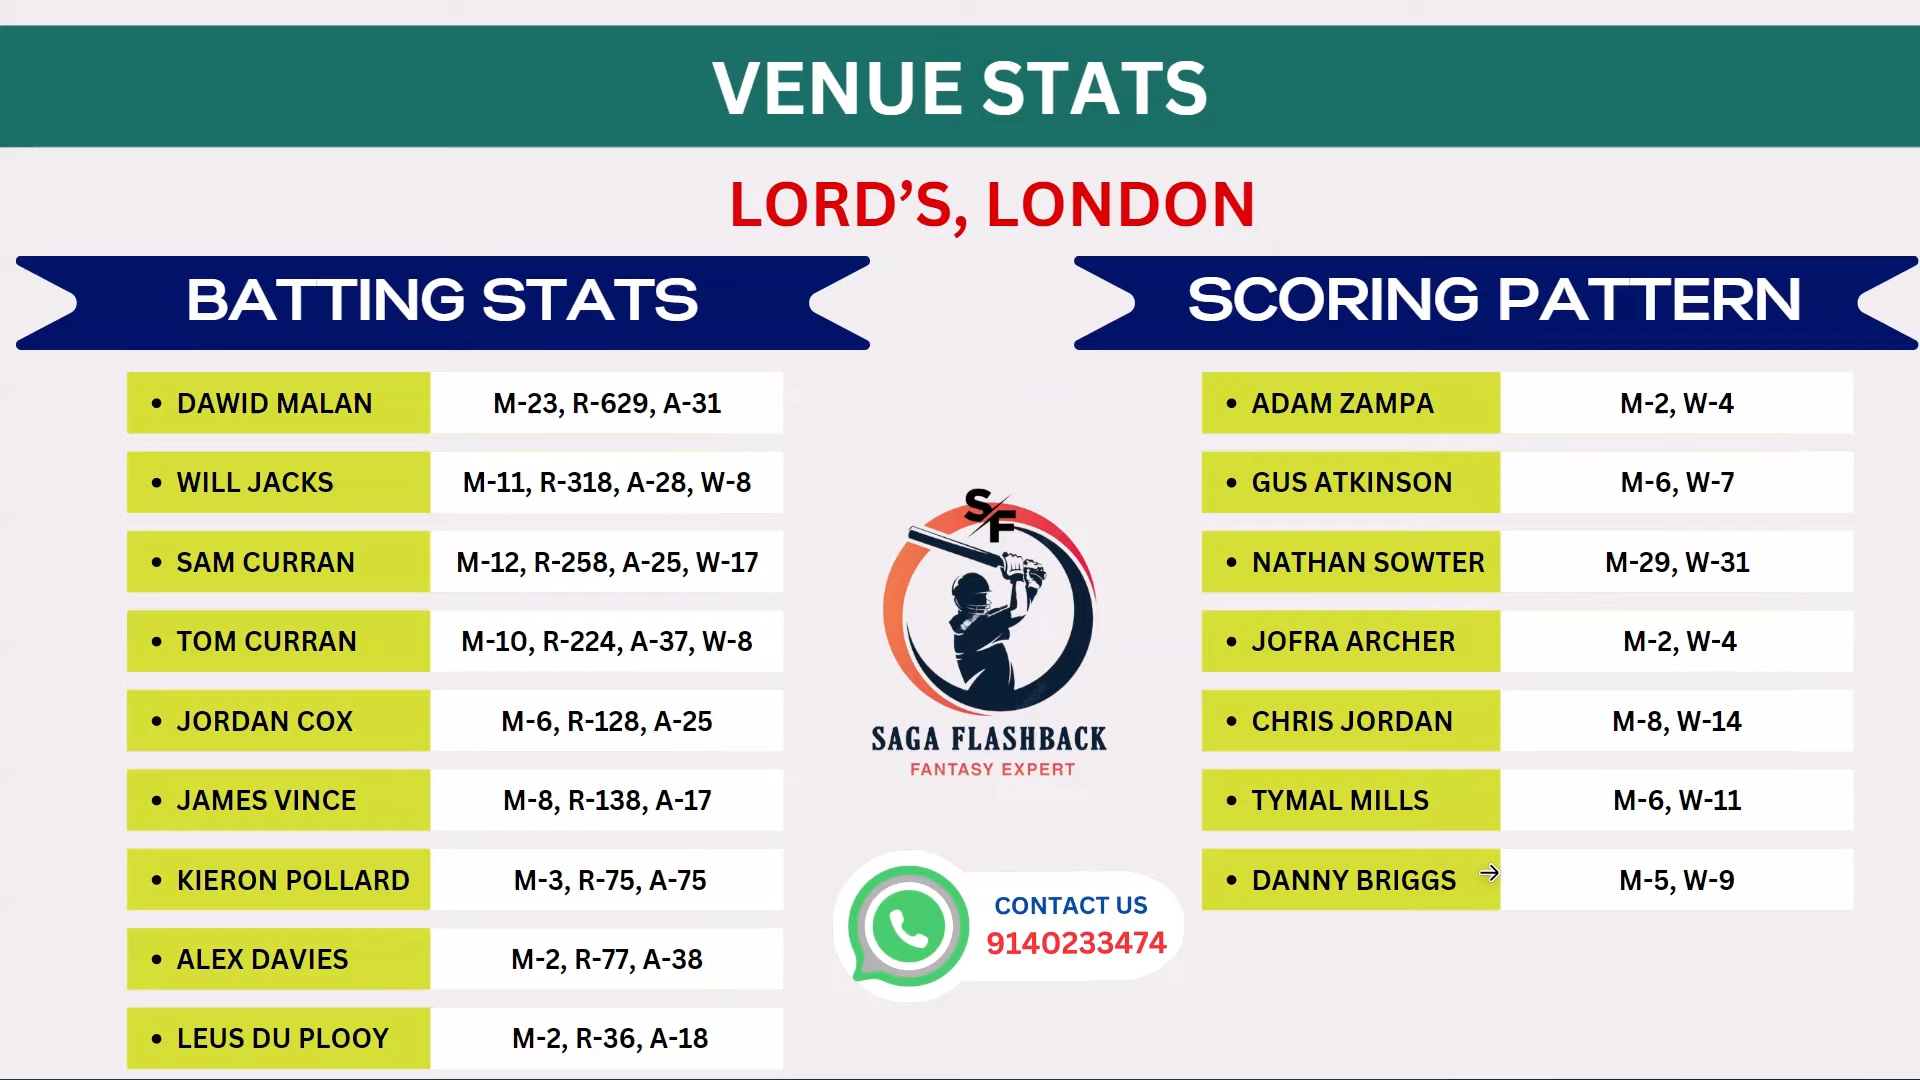 VENUE STATS
LORD’S, LONDON
BATTING STATS
• DAWID MALAN M-23, R-629, A-31
• WILL JACKS M-11, R-318, A-28, W-8
• SAM CURRAN M-12, R-258, A-25, W-17
• TOM CURRAN M-10, R-224, A-37, W-8
• JORDAN COX M-6, R-128, A-25
• JAMES VINCE M-8, R-138, A-17
• KIERON POLLARD M-3, R-75, A-75
• ALEX DAVIES M-2, R-77, A-38
• LEUS DU PLOOY M-2, R-36, A-18
SF
SAGA FLASHBACK
FANTASY EXPERT
CONTACT US
9140233474
SCORING PATTERN
• ADAM ZAMPA M-2, W-4
• GUS ATKINSON M-6, W-7
• NATHAN SOWTER M-29, W-31
• JOFRA ARCHER M-2, W-4
• CHRIS JORDAN M-8, W-14
• TYMAL MILLS M-6, W-11
• DANNY BRIGGS M-5, W-9